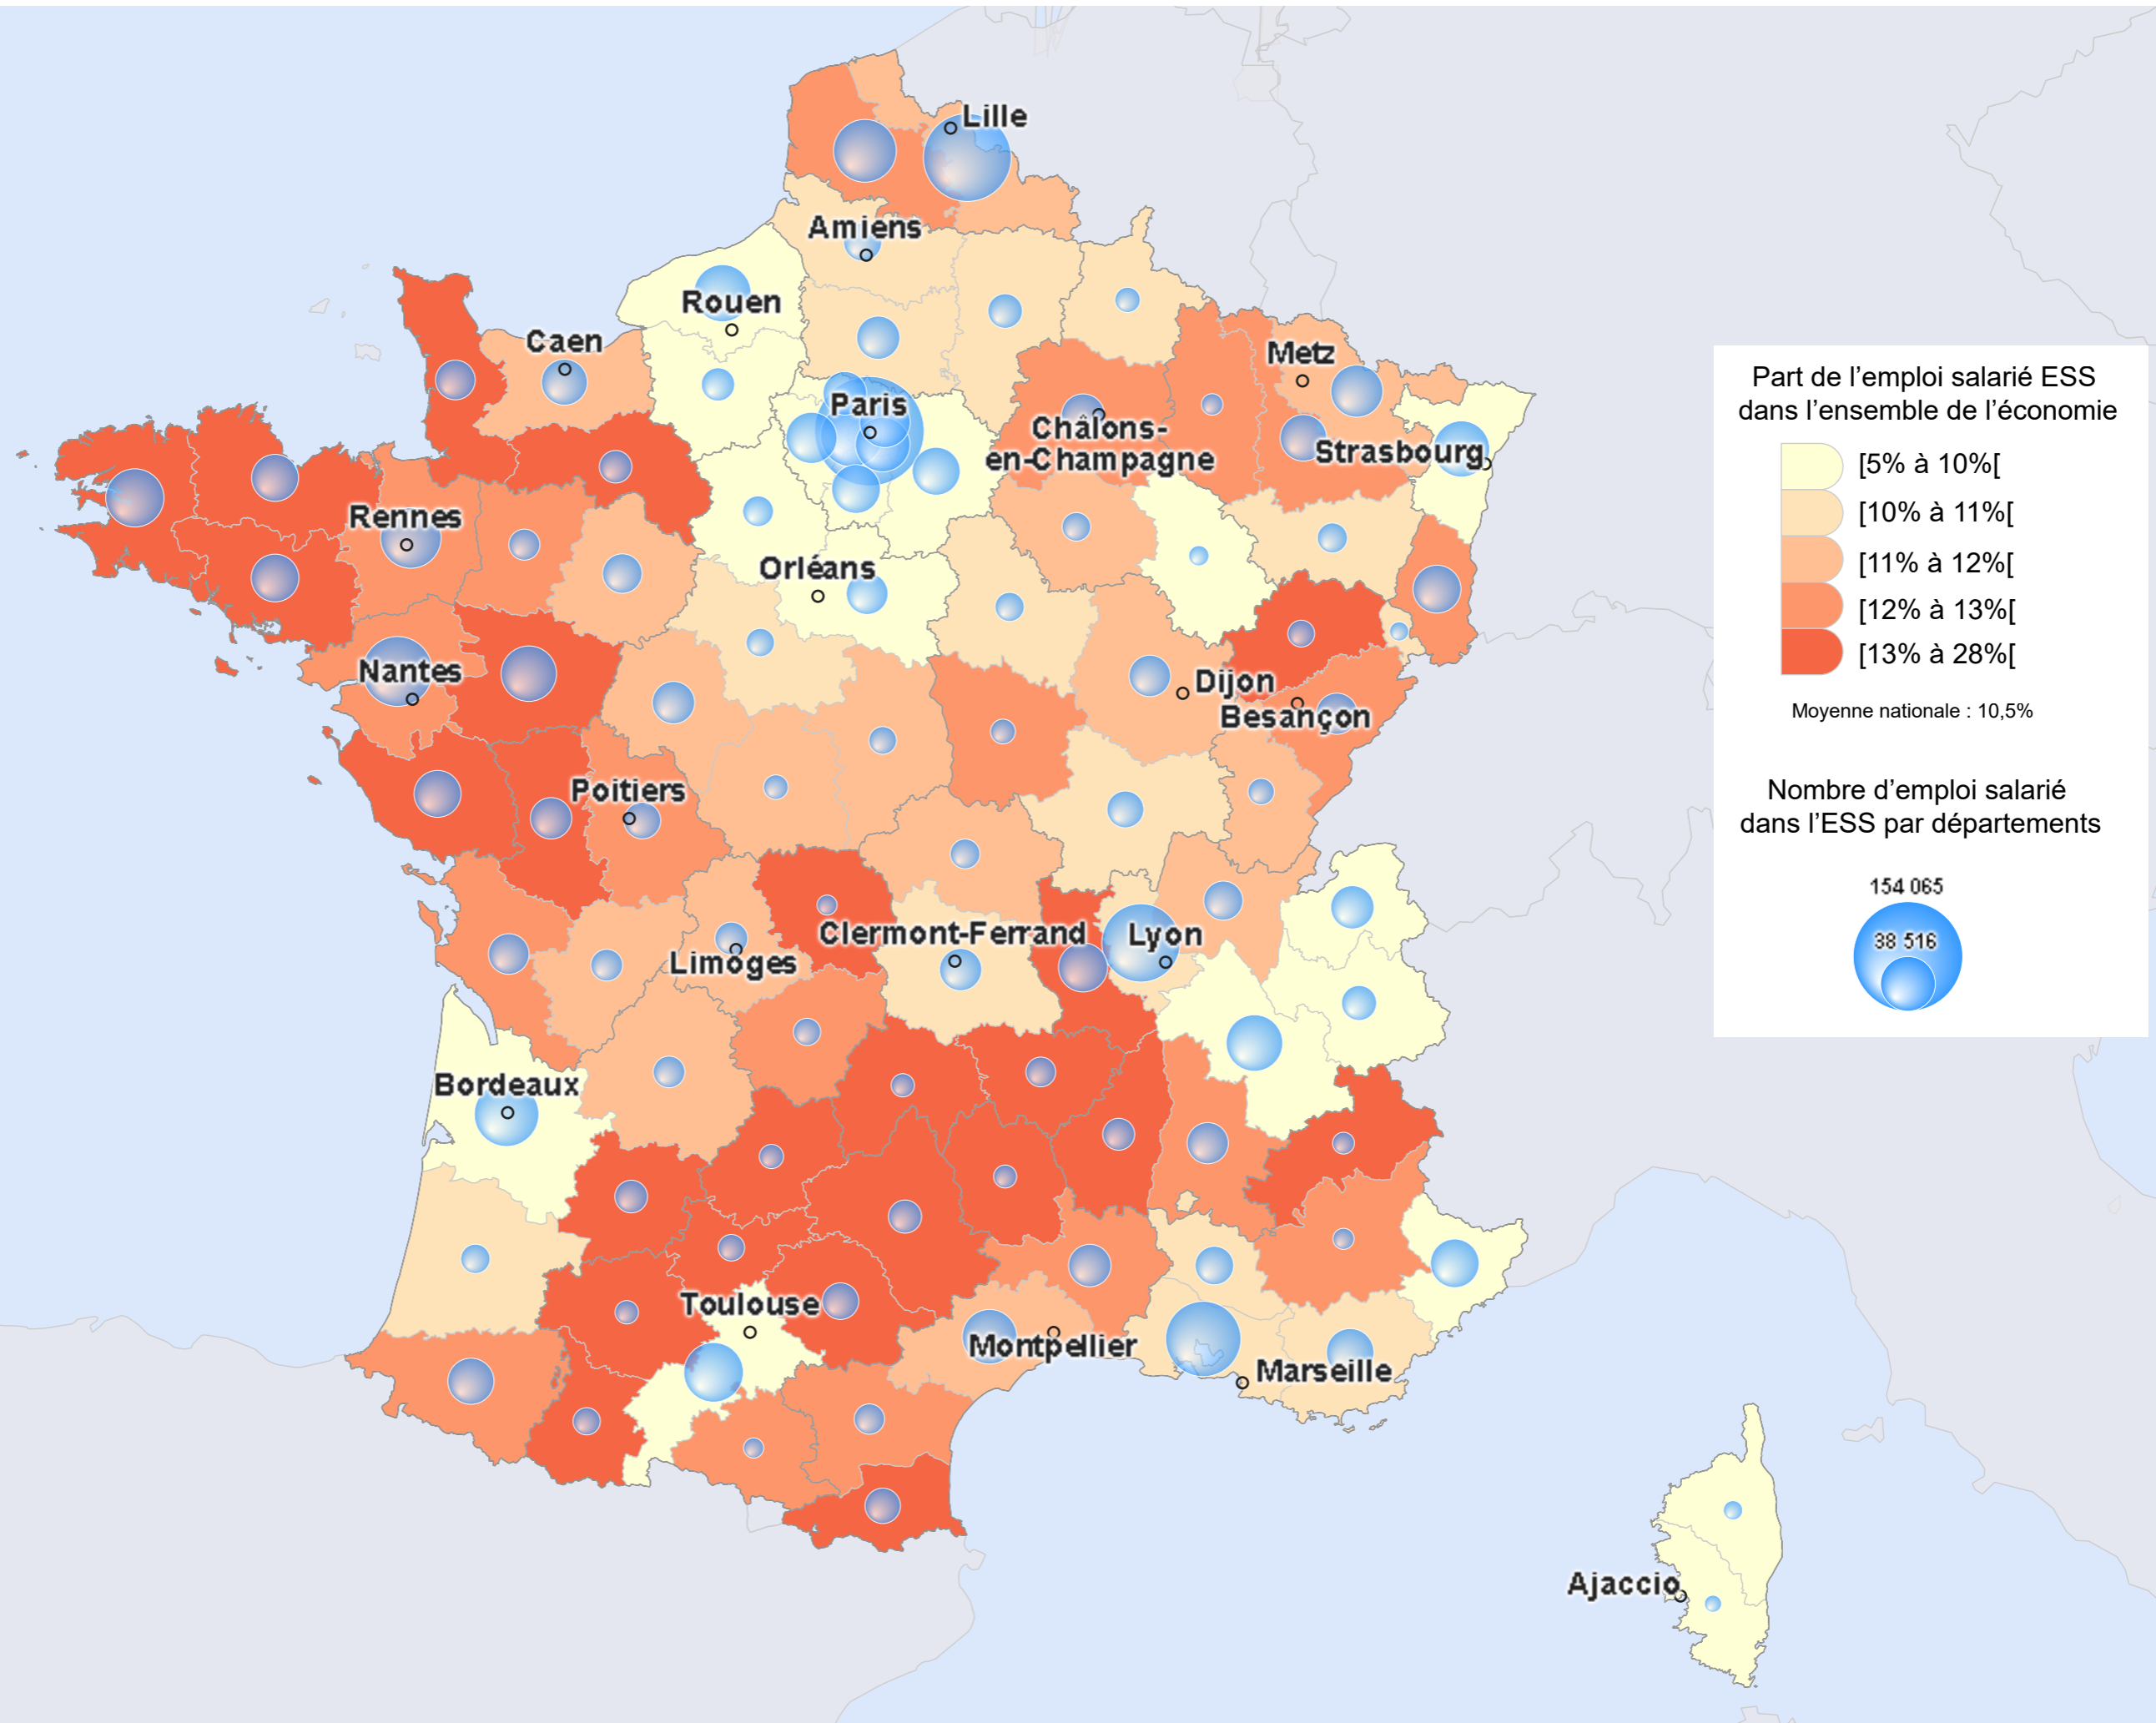 Lille
Amiens
Rouen
Caen
Paris
Metz
Châlons-
en-Champagne
Strasbourg
Rennes
Orléans
Nantes
Dijon
Besançon
Poitiers
Clermont-Ferrand
Lyon
Limoges
Bordeaux
Toulouse
Montpellier
Marseille
Ajaccio
Part de l'emploi salarié ESS
dans l'ensemble de l'économie
[5% à 10%[
[10% à 11%[
[11% à 12%[
[12% à 13%[
[13% à 28%[
Moyenne nationale : 10,5%
Nombre d'emploi salarié
dans l'ESS par départements
154 065
38 516